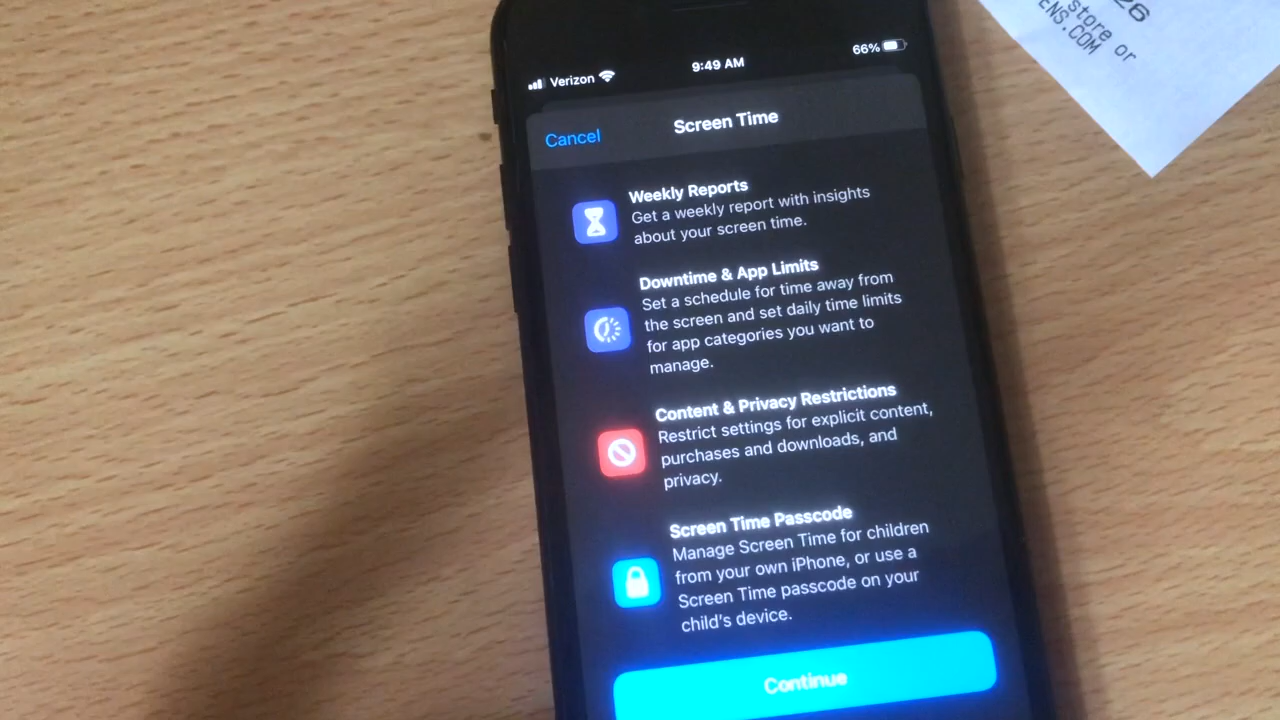 Verizon
9:49 AM
66%
Cancel
Screen Time
Weekly Reports
Get a weekly report with insights
about your screen time.
Downtime & App Limits
Set a schedule for time away from
the screen and set daily time limits
for app categories you want to
manage.
Content & Privacy Restrictions
Restrict settings for explicit content,
purchases and downloads, and
privacy.
Screen Time Passcode
Manage Screen Time for children
from your own iPhone, or use a
Screen Time passcode on your
child's device.
Continue
26
store or
ENS.COM